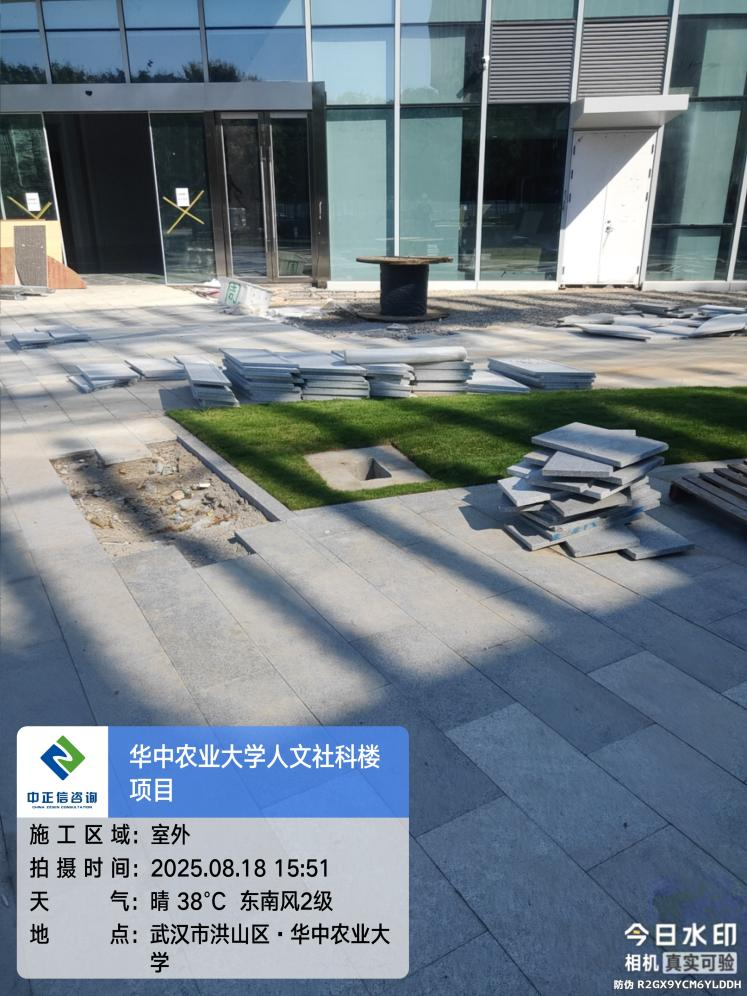 华中农业大学人文社科楼
项目
中正信咨询
CHINA ZEXIN CONSULTATION
施工区域：室外
拍摄时间：2025.08.18 15:51
天气：晴 38℃ 东南风2级
地点：武汉市洪山区·华中农业大
学
今日水印
相机 真实可验
防伪 R2GX9YCM6YLDDH